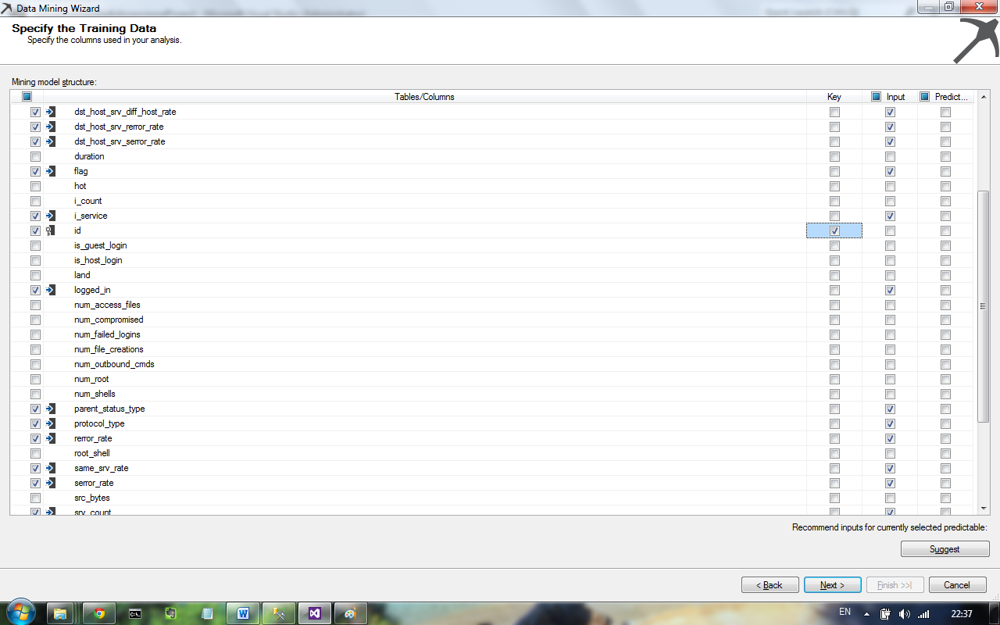 Data Mining Wizard
Specify the Training Data
Specify the columns used in your analysis.
Mining model structure:
Tables/Columns Key Input Predict...
dst_host_srv_diff_host_rate
dst_host_srv_rerror_rate
dst_host_srv_serror_rate
duration
flag
hot
i_count
i_service
id
is_guest_login
is_host_login
land
logged_in
num_access_files
num_compromised
num_failed_logins
num_file_creations
num_outbound_cmds
num_root
num_shells
parent_status_type
protocol_type
rerror_rate
root_shell
same_srv_rate
serror_rate
src_bytes
srv_count
Recommend inputs for currently selected predictable:
Suggest
< Back Next > Finish >>| Cancel
EN 22:37